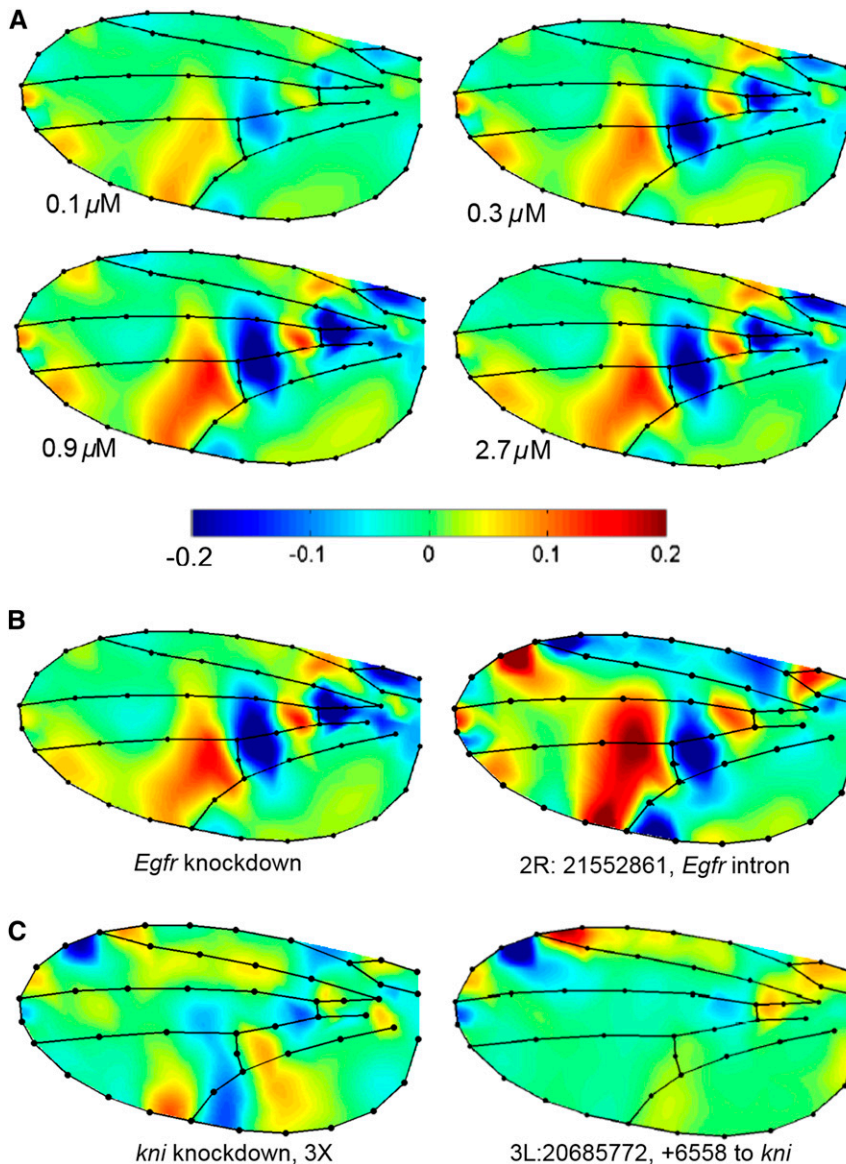 A
0.1 µM
0.3 µM
0.9 µM
2.7 µM
-0.2 -0.1 0 0.1 0.2
B
Egfr knockdown
2R: 21552861, Egfr intron
C
kni knockdown, 3X
3L:20685772, +6558 to kni